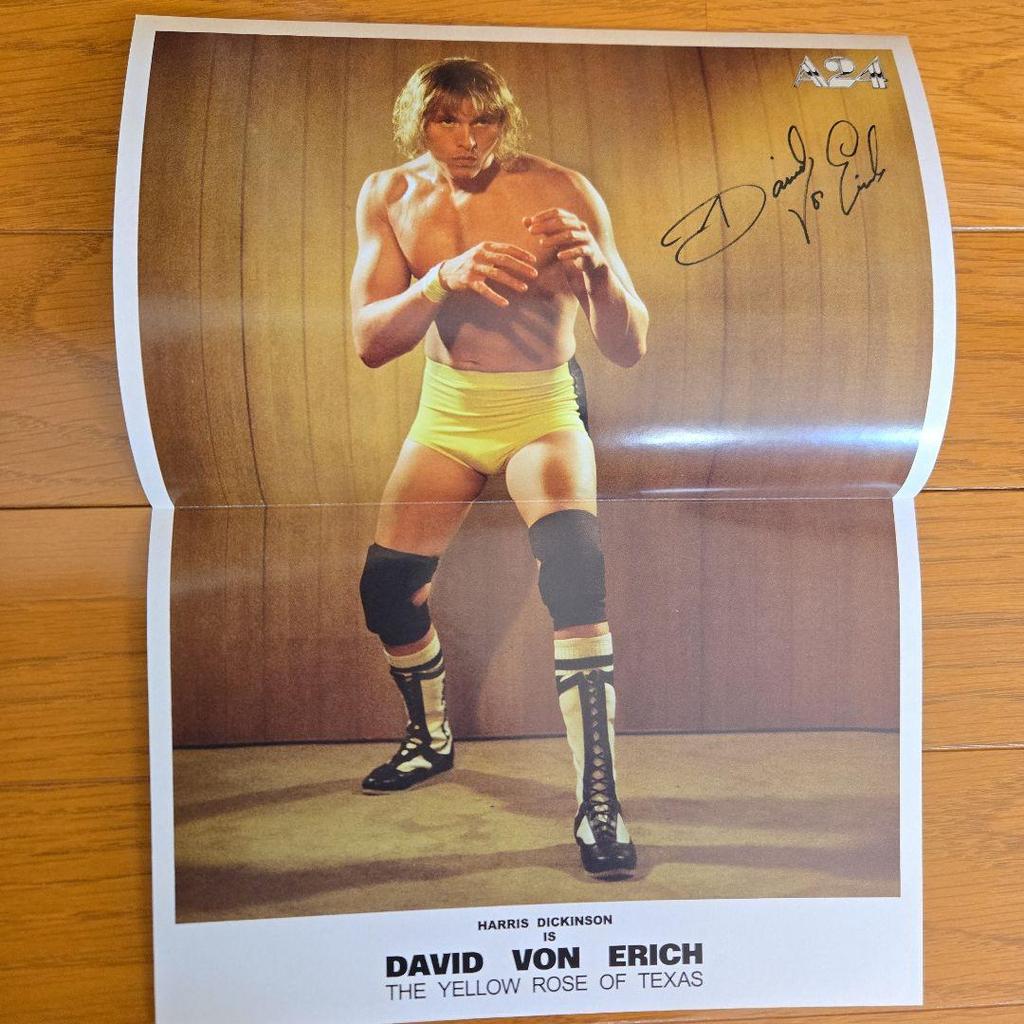 A24
David Von Erich
HARRIS DICKINSON
IS
DAVID VON ERICH
THE YELLOW ROSE OF TEXAS